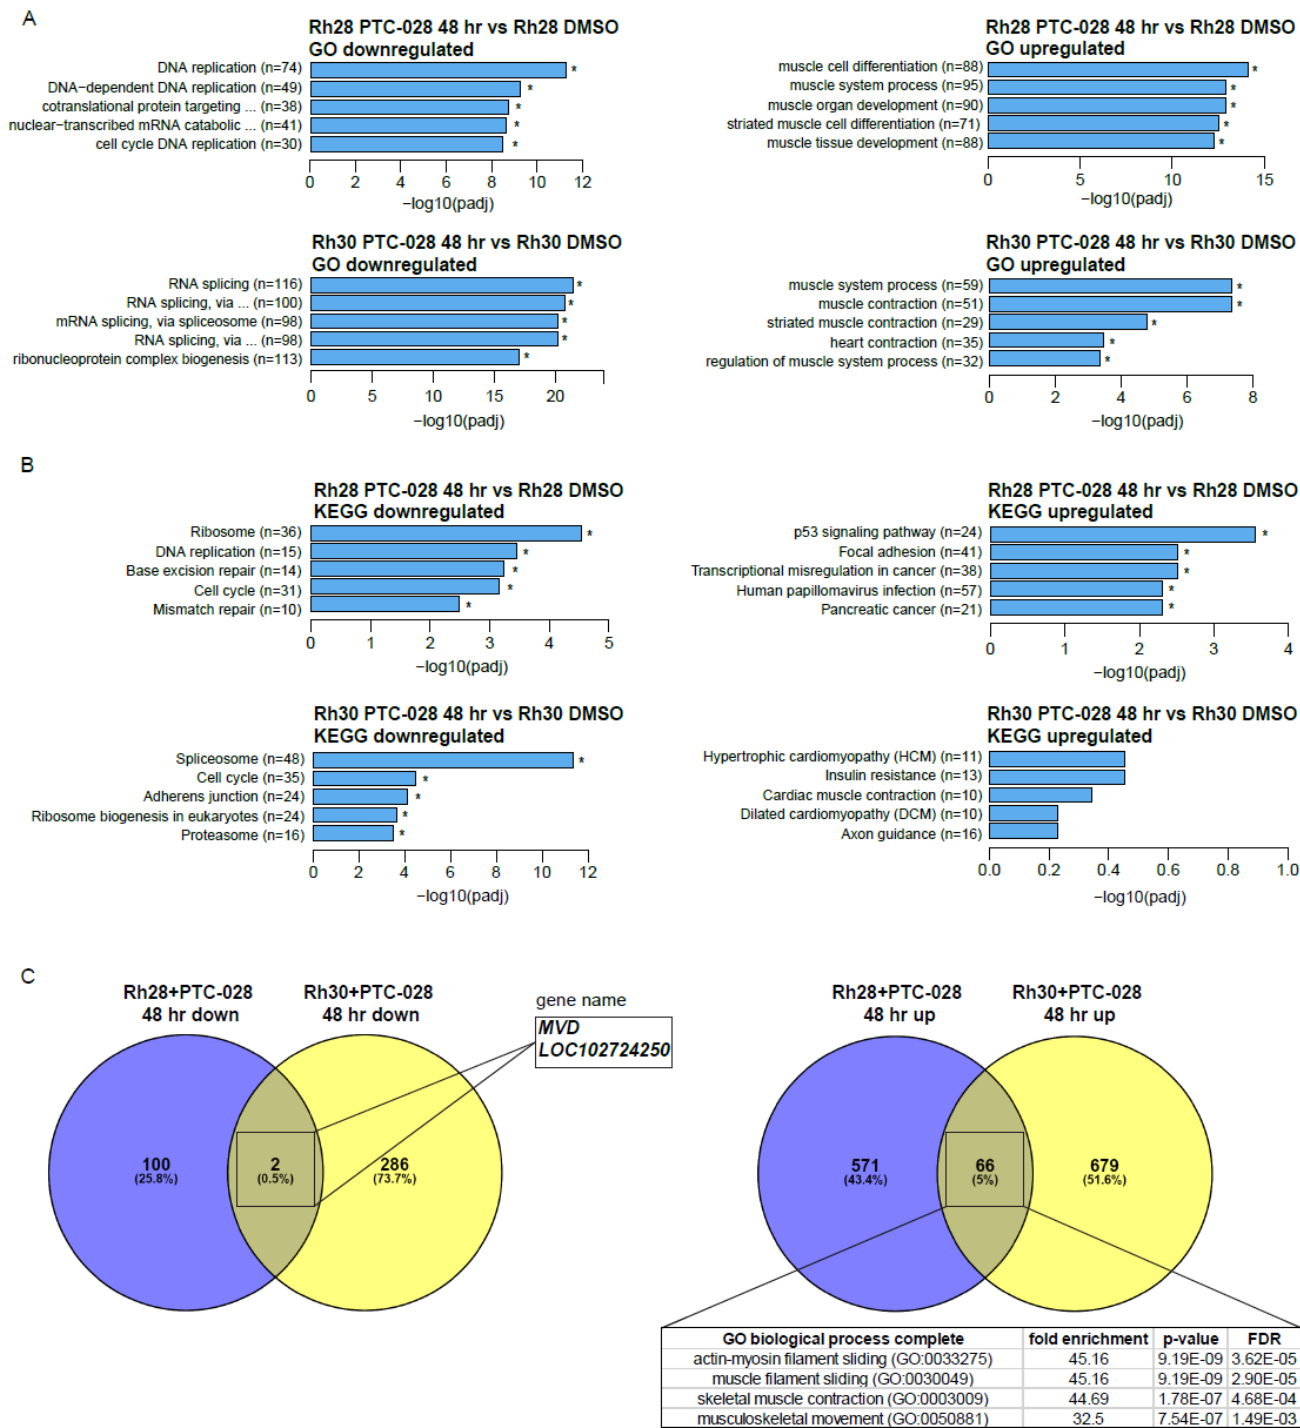 A
Rh28 PTC-028 48 hr vs Rh28 DMSO
GO downregulated
DNA replication (n=74)
*
DNA−dependent DNA replication (n=49)
*
cotranslational protein targeting ... (n=38)
*
nuclear−transcribed mRNA catabolic ... (n=41)
*
cell cycle DNA replication (n=30)
*
0 2 4 6 8 10 12
−log10(padj)
Rh28 PTC-028 48 hr vs Rh28 DMSO
GO upregulated
muscle cell differentiation (n=88)
*
muscle system process (n=95)
*
muscle organ development (n=90)
*
striated muscle cell differentiation (n=71)
*
muscle tissue development (n=88)
*
0 5 10 15
−log10(padj)
Rh30 PTC-028 48 hr vs Rh30 DMSO
GO downregulated
RNA splicing (n=116)
*
RNA splicing, via ... (n=100)
*
mRNA splicing, via spliceosome (n=98)
*
RNA splicing, via ... (n=98)
*
ribonucleoprotein complex biogenesis (n=113)
*
0 5 10 15 20
−log10(padj)
Rh30 PTC-028 48 hr vs Rh30 DMSO
GO upregulated
muscle system process (n=59)
*
muscle contraction (n=51)
*
striated muscle contraction (n=29)
*
heart contraction (n=35)
*
regulation of muscle system process (n=32)
*
0 2 4 6 8
−log10(padj)
B
Rh28 PTC-028 48 hr vs Rh28 DMSO
KEGG downregulated
Ribosome (n=36)
*
DNA replication (n=15)
*
Base excision repair (n=14)
*
Cell cycle (n=31)
*
Mismatch repair (n=10)
*
0 1 2 3 4 5
−log10(padj)
Rh28 PTC-028 48 hr vs Rh28 DMSO
KEGG upregulated
p53 signaling pathway (n=24)
*
Focal adhesion (n=41)
*
Transcriptional misregulation in cancer (n=38)
*
Human papillomavirus infection (n=57)
*
Pancreatic cancer (n=21)
*
0 1 2 3 4
−log10(padj)
Rh30 PTC-028 48 hr vs Rh30 DMSO
KEGG downregulated
Spliceosome (n=48)
*
Cell cycle (n=35)
*
Adherens junction (n=24)
*
Ribosome biogenesis in eukaryotes (n=24)
*
Proteasome (n=16)
*
0 2 4 6 8 10 12
−log10(padj)
Rh30 PTC-028 48 hr vs Rh30 DMSO
KEGG upregulated
Hypertrophic cardiomyopathy (HCM) (n=11)
Insulin resistance (n=13)
Cardiac muscle contraction (n=10)
Dilated cardiomyopathy (DCM) (n=10)
Axon guidance (n=16)
0.0 0.2 0.4 0.6 0.8 1.0
−log10(padj)
C
Rh28+PTC-028
48 hr down
Rh30+PTC-028
48 hr down
gene name
MVD
LOC102724250
100
(25.8%)
2
(0.5%)
286
(73.7%)
Rh28+PTC-028
48 hr up
Rh30+PTC-028
48 hr up
571
(43.4%)
66
(5%)
679
(51.6%)
GO biological process complete fold enrichment p-value FDR
actin-myosin filament sliding (GO:0033275) 45.16 9.19E-09 3.62E-05
muscle filament sliding (GO:0030049) 45.16 9.19E-09 2.90E-05
skeletal muscle contraction (GO:0003009) 44.69 1.78E-07 4.68E-04
musculoskeletal movement (GO:0050881) 32.5 7.54E-07 1.49E-03